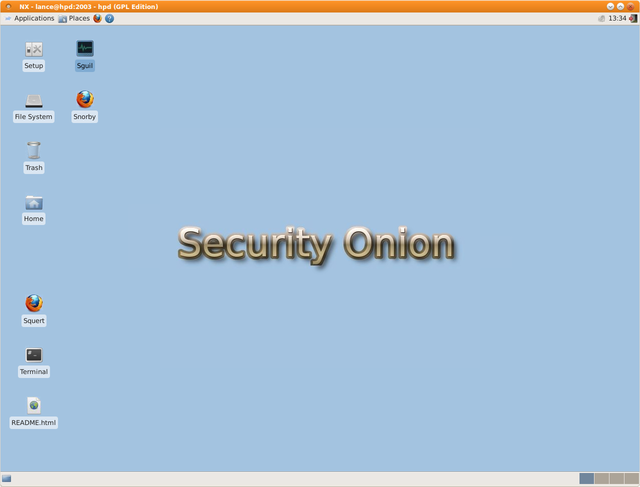 NX - lance@hpd:2003 - hpd (GPL Edition)
Applications Places 13:34
Setup Sguil
File System Snorby
Trash
Home
Security Onion
Squert
Terminal
README.html